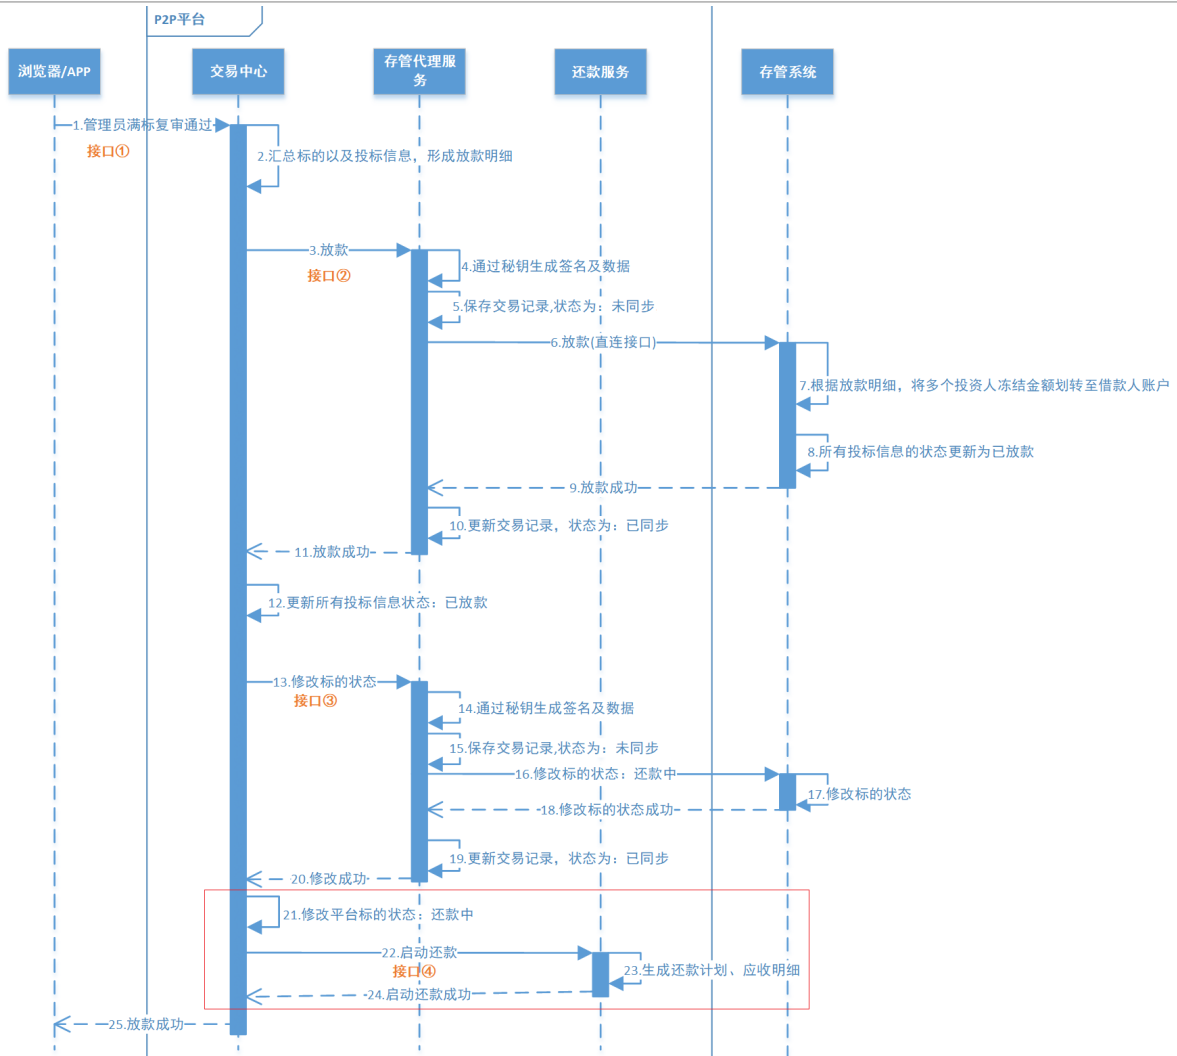 P2P平台
浏览器/APP
交易中心
存管代理服
务
还款服务
存管系统
1.管理员满标复审通过
接口①
2.汇总标的以及投标信息，形成放款明细
3.放款
接口②
4.通过秘钥生成签名及数据
5.保存交易记录,状态为：未同步
6.放款(直连接口)
7.根据放款明细，将多个投资人冻结金额划转至借款人账户
8.所有投标信息的状态更新为已放款
9.放款成功
10.更新交易记录，状态为：已同步
11.放款成功
12.更新所有投标信息状态：已放款
13.修改标的状态
接口③
14.通过秘钥生成签名及数据
15.保存交易记录,状态为：未同步
16.修改标的状态：还款中
17.修改标的状态
18.修改标的状态成功
19.更新交易记录，状态为：已同步
20.修改成功
21.修改平台标的状态：还款中
22.启动还款
接口④
23.生成还款计划、应收明细
24.启动还款成功
25.放款成功